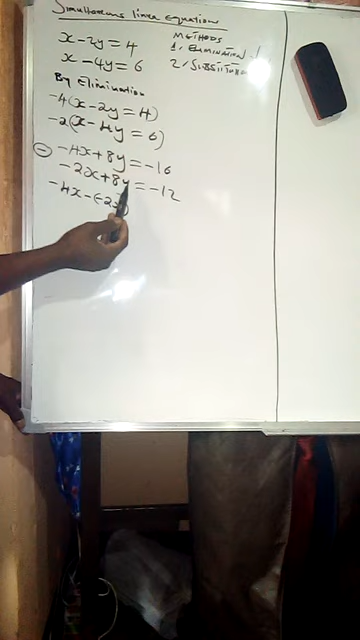 Simultaneous linear equation
METHODS
x - 2y = 4
1. ELIMINATION
x - 4y = 6
2. SUBSTITUTION
By Elimination
-4(x - 2y = 4)
-2(x - 4y = 6)
-4x + 8y = -16
-2x + 8y = -12
-4x - (-2x)